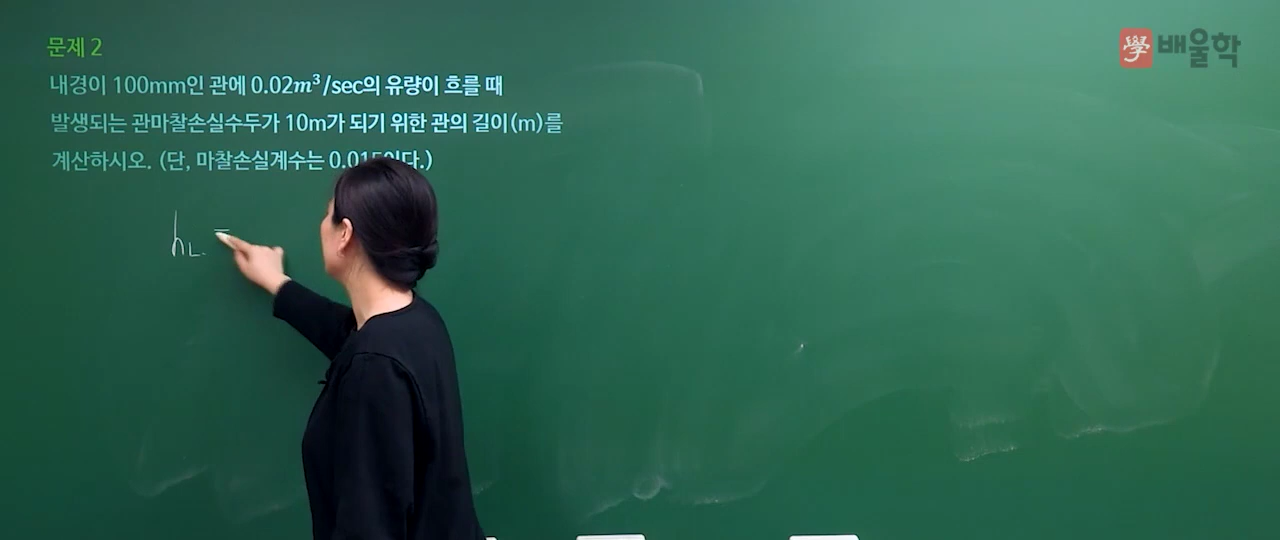 學 배울학
문제 2
내경이 100mm인 관에 0.02m³/sec의 유량이 흐를 때
발생되는 관마찰손실수두가 10m가 되기 위한 관의 길이(m)를
계산하시오. (단, 마찰손실계수는 0.015이다.)
hL =